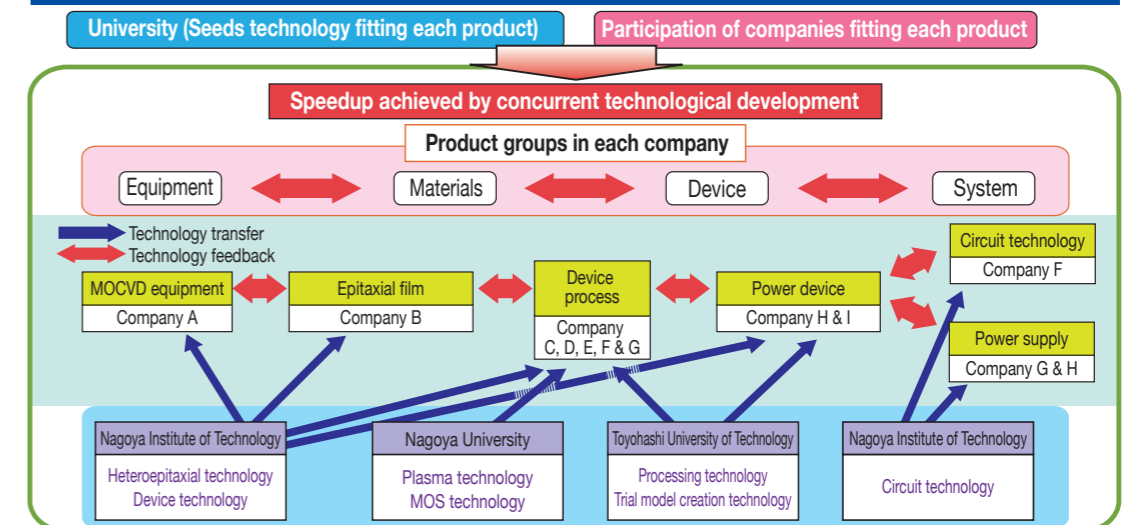 University (Seeds technology fitting each product)
Participation of companies fitting each product
Speedup achieved by concurrent technological development
Product groups in each company
Equipment
Materials
Device
System
Technology transfer
Technology feedback
MOCVD equipment
Company A
Epitaxial film
Company B
Device
process
Company
C, D, E, F & G
Power device
Company H & I
Circuit technology
Company F
Power supply
Company G & H
Nagoya Institute of Technology
Heteroepitaxial technology
Device technology
Nagoya University
Plasma technology
MOS technology
Toyohashi University of Technology
Processing technology
Trial model creation technology
Nagoya Institute of Technology
Circuit technology